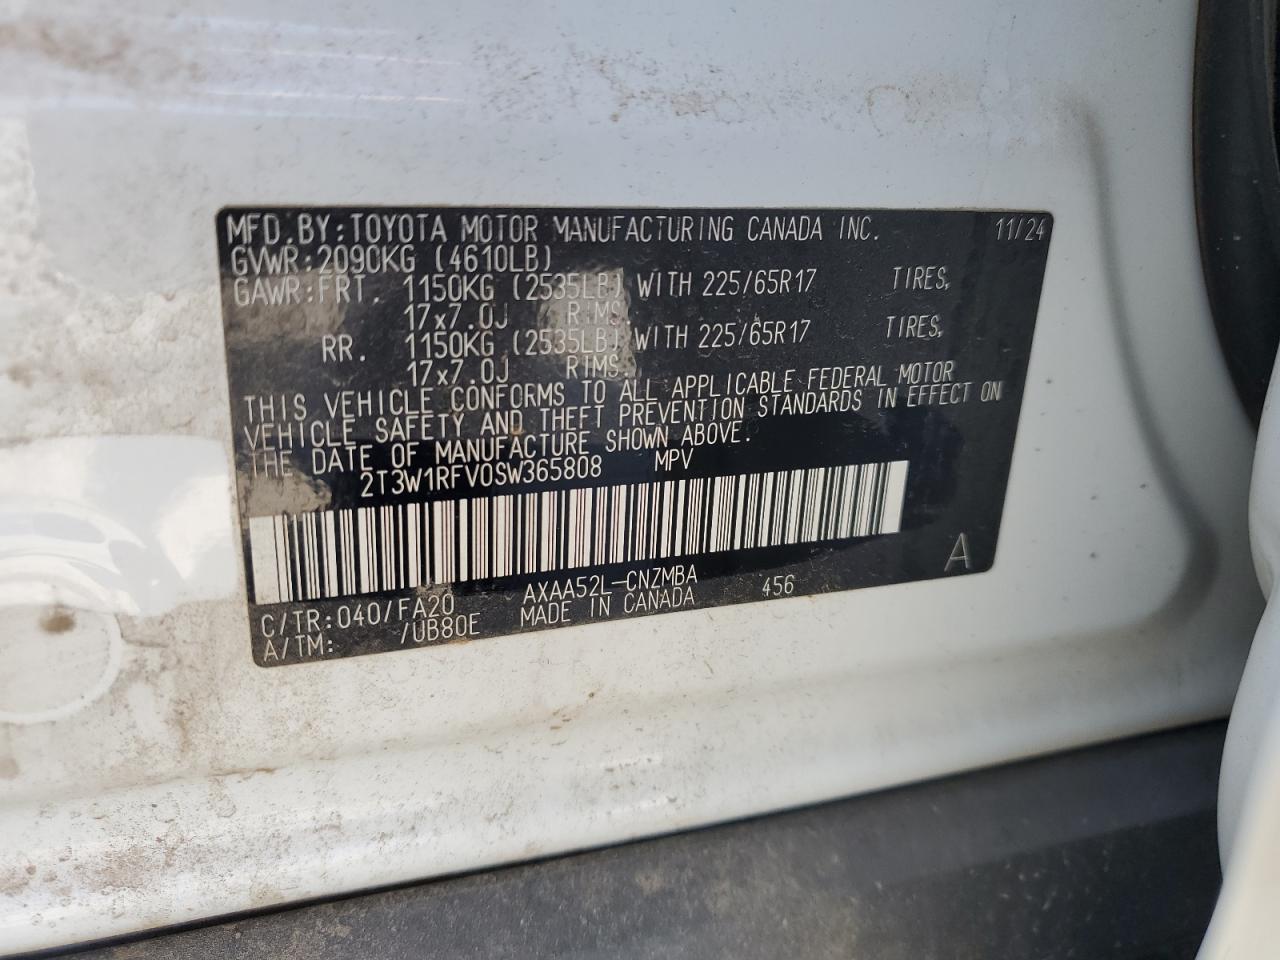 MFD.BY:TOYOTA MOTOR MANUFACTURING CANADA INC. 11/24
GVWR:2090KG (4610LB)
GAWR:FRT. 1150KG (2535LB) WITH 225/65R17 TIRES,
17x7.0J RIMS
RR. 1150KG (2535LB) WITH 225/65R17 TIRES,
17x7.0J RIMS
THIS VEHICLE CONFORMS TO ALL APPLICABLE FEDERAL MOTOR
VEHICLE SAFETY AND THEFT PREVENTION STANDARDS IN EFFECT ON
THE DATE OF MANUFACTURE SHOWN ABOVE.
2T3W1RFV0SW365808 MPV
C/TR:040/FA20 AXAA52L-CNZMBA 456 A
A/TM: /UB80E MADE IN CANADA